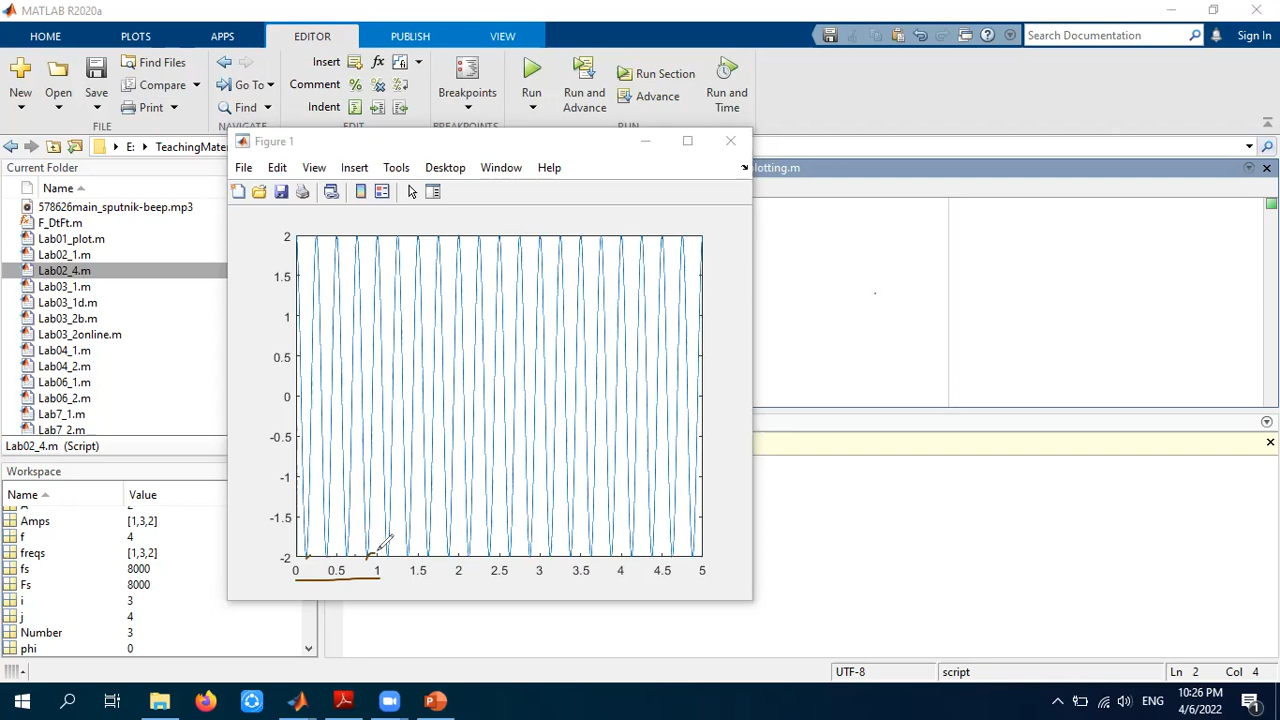 MATLAB R2020a
HOME PLOTS APPS EDITOR PUBLISH VIEW Search Documentation Sign In
Find Files Insert fx Run Section
New Open Save Compare Go To Comment Breakpoints Run Run and Advance Advance Run and Time
Print Find Indent
FILE NAVIGATE EDIT BREAKPOINTS RUN
E: TeachingMate
Current Folder
Name
578626main_sputnik-beep.mp3
F_DtFt.m
Lab01_plot.m
Lab02_1.m
Lab02_4.m
Lab03_1.m
Lab03_1d.m
Lab03_2b.m
Lab03_2online.m
Lab04_1.m
Lab04_2.m
Lab06_1.m
Lab06_2.m
Lab7_1.m
Lab7_2.m
Lab02_4.m (Script)
Workspace
Name Value
Amps [1,3,2]
f 4
freqs [1,3,2]
fs 8000
Fs 8000
i 3
j 4
Number 3
phi 0
Figure 1
File Edit View Insert Tools Desktop Window Help
2
1.5
1
0.5
0
-0.5
-1
-1.5
-2
0 0.5 1 1.5 2 2.5 3 3.5 4 4.5 5
lotting.m
UTF-8 script Ln 2 Col 4
ENG
10:26 PM
4/6/2022
1